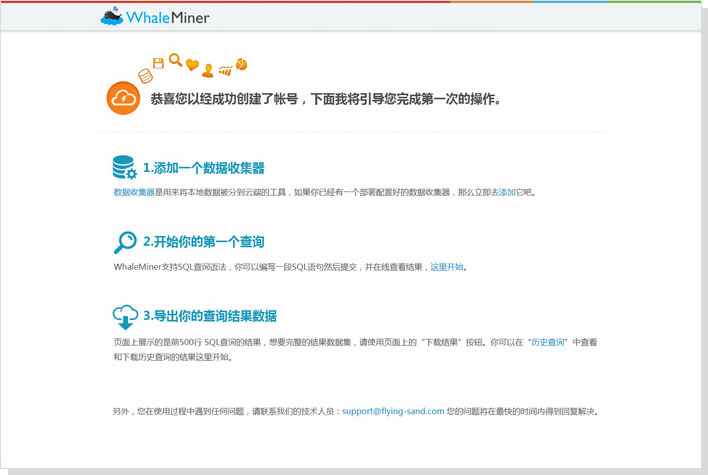 WhaleMiner
恭喜您以经成功创建了帐号，下面我将引导您完成第一次的操作。
1.添加一个数据收集器
数据收集器是用来将本地数据被分到云端的工具，如果你已经有一个部署配置好的数据收集器，那么立即去添加它吧。
2.开始你的第一个查询
WhaleMiner支持SQL查询语法，你可以编写一段SQL语句然后提交，并在线查看结果，这里开始。
3.导出你的查询结果数据
页面上展示的是前500行 SQL查询的结果，想要完整的结果数据集，请使用页面上的“下载结果”按钮。你可以在“历史查询”中查看
和下载历史查询的结果这里开始。
另外，您在使用过程中遇到任何问题，请联系我们的技术人员：support@flying-sand.com 您的问题将在最快的时间内得到回复解决。